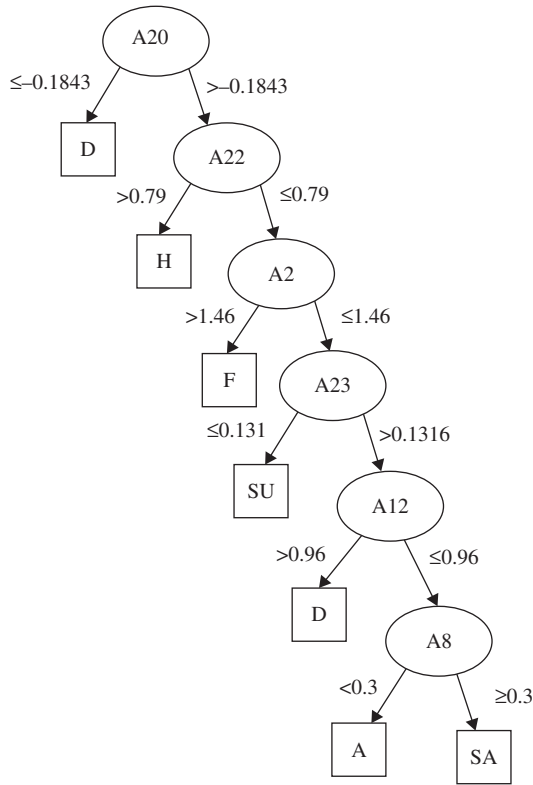 A20
≤–0.1843
>–0.1843
D
A22
>0.79
≤0.79
H
A2
>1.46
≤1.46
F
A23
≤0.131
>0.1316
SU
A12
>0.96
≤0.96
D
A8
<0.3
≥0.3
A
SA